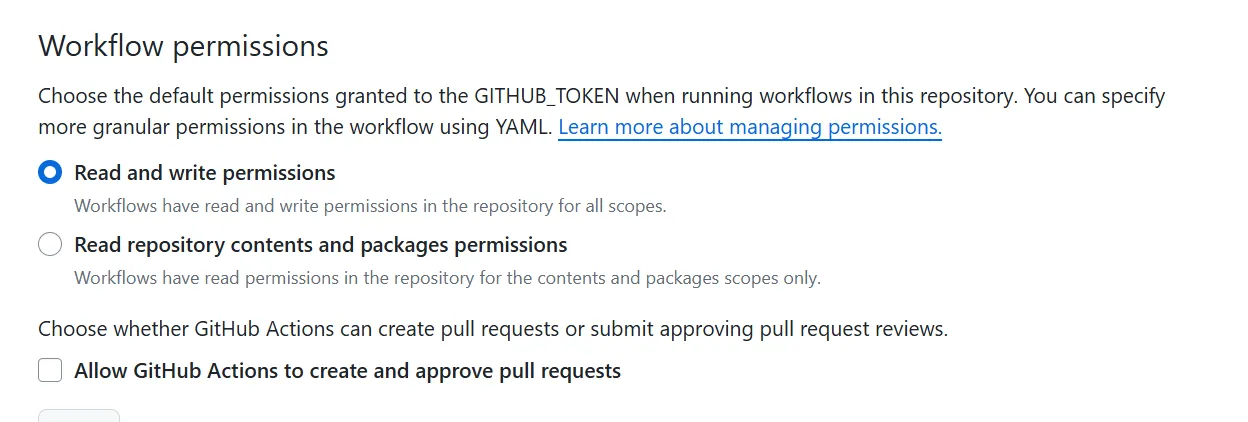 Workflow permissions
Choose the default permissions granted to the GITHUB_TOKEN when running workflows in this repository. You can specify
more granular permissions in the workflow using YAML. Learn more about managing permissions.
Read and write permissions
Workflows have read and write permissions in the repository for all scopes.
Read repository contents and packages permissions
Workflows have read permissions in the repository for the contents and packages scopes only.
Choose whether GitHub Actions can create pull requests or submit approving pull request reviews.
Allow GitHub Actions to create and approve pull requests